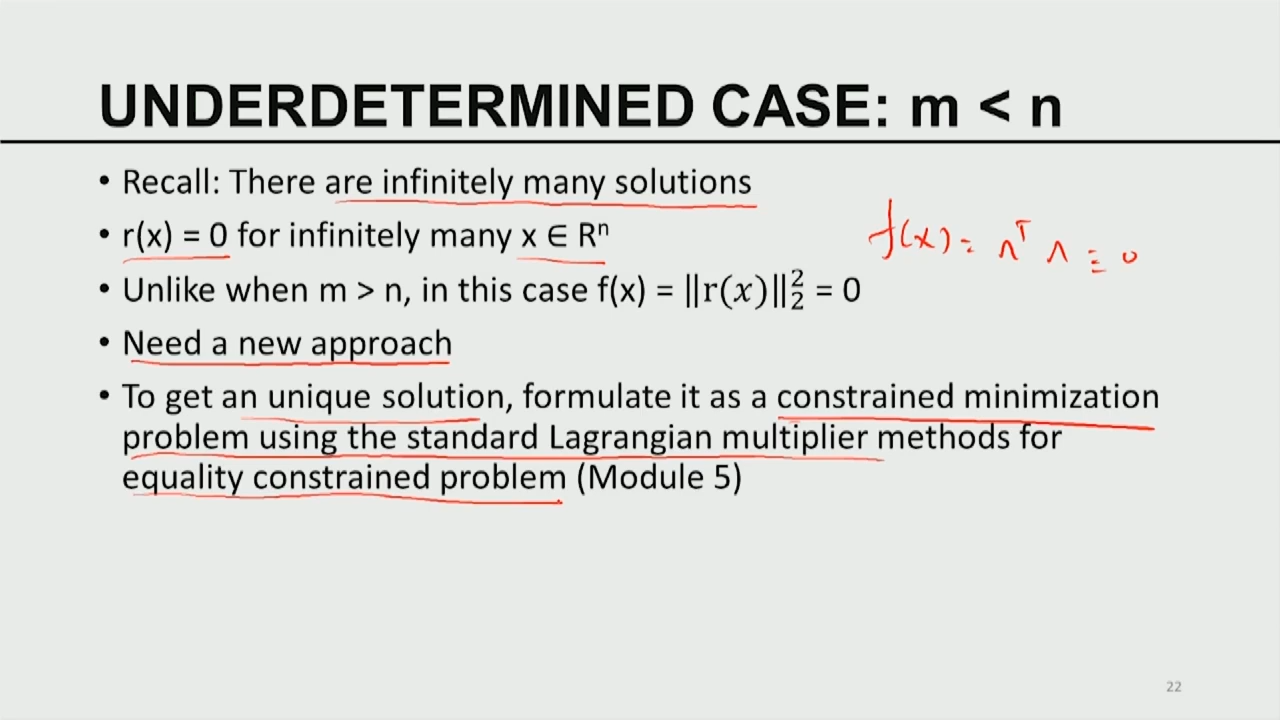 UNDERDETERMINED CASE: m < n
• Recall: There are infinitely many solutions
• r(x) = 0 for infinitely many x ∈ Rⁿ
f(x) = r^T r ≡ 0
• Unlike when m > n, in this case f(x) = ||r(x)||₂² = 0
• Need a new approach
• To get an unique solution, formulate it as a constrained minimization
problem using the standard Lagrangian multiplier methods for
equality constrained problem (Module 5)
22